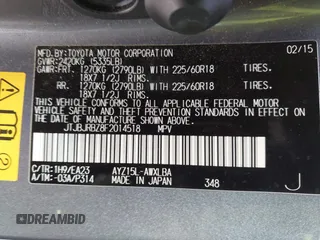 MFD. BY:TOYOTA MOTOR CORPORATION 02/15
GVWR:2420KG (5335LB)
GAWR:FRT. 1270KG (2790LB) WITH 225/60R18 TIRES.
18X7 1/2J RIMS.
RR. 1270KG (2790LB) WITH 225/60R18 TIRES.
18X7 1/2J RIMS.
THIS VEHICLE CONFORMS TO ALL APPLICABLE FEDERAL MOTOR
VEHICLE SAFETY AND THEFT PREVENTION STANDARDS IN
EFFECT ON THE DATE OF MANUFACTURE SHOWN ABOVE.
JTJBJRBZ8F2014518 MPV
C/TR:1H9/EA23 AYZ15L-AWXLBA
A/TM:-03A/P314 MADE IN JAPAN 348 J
DREAMBID